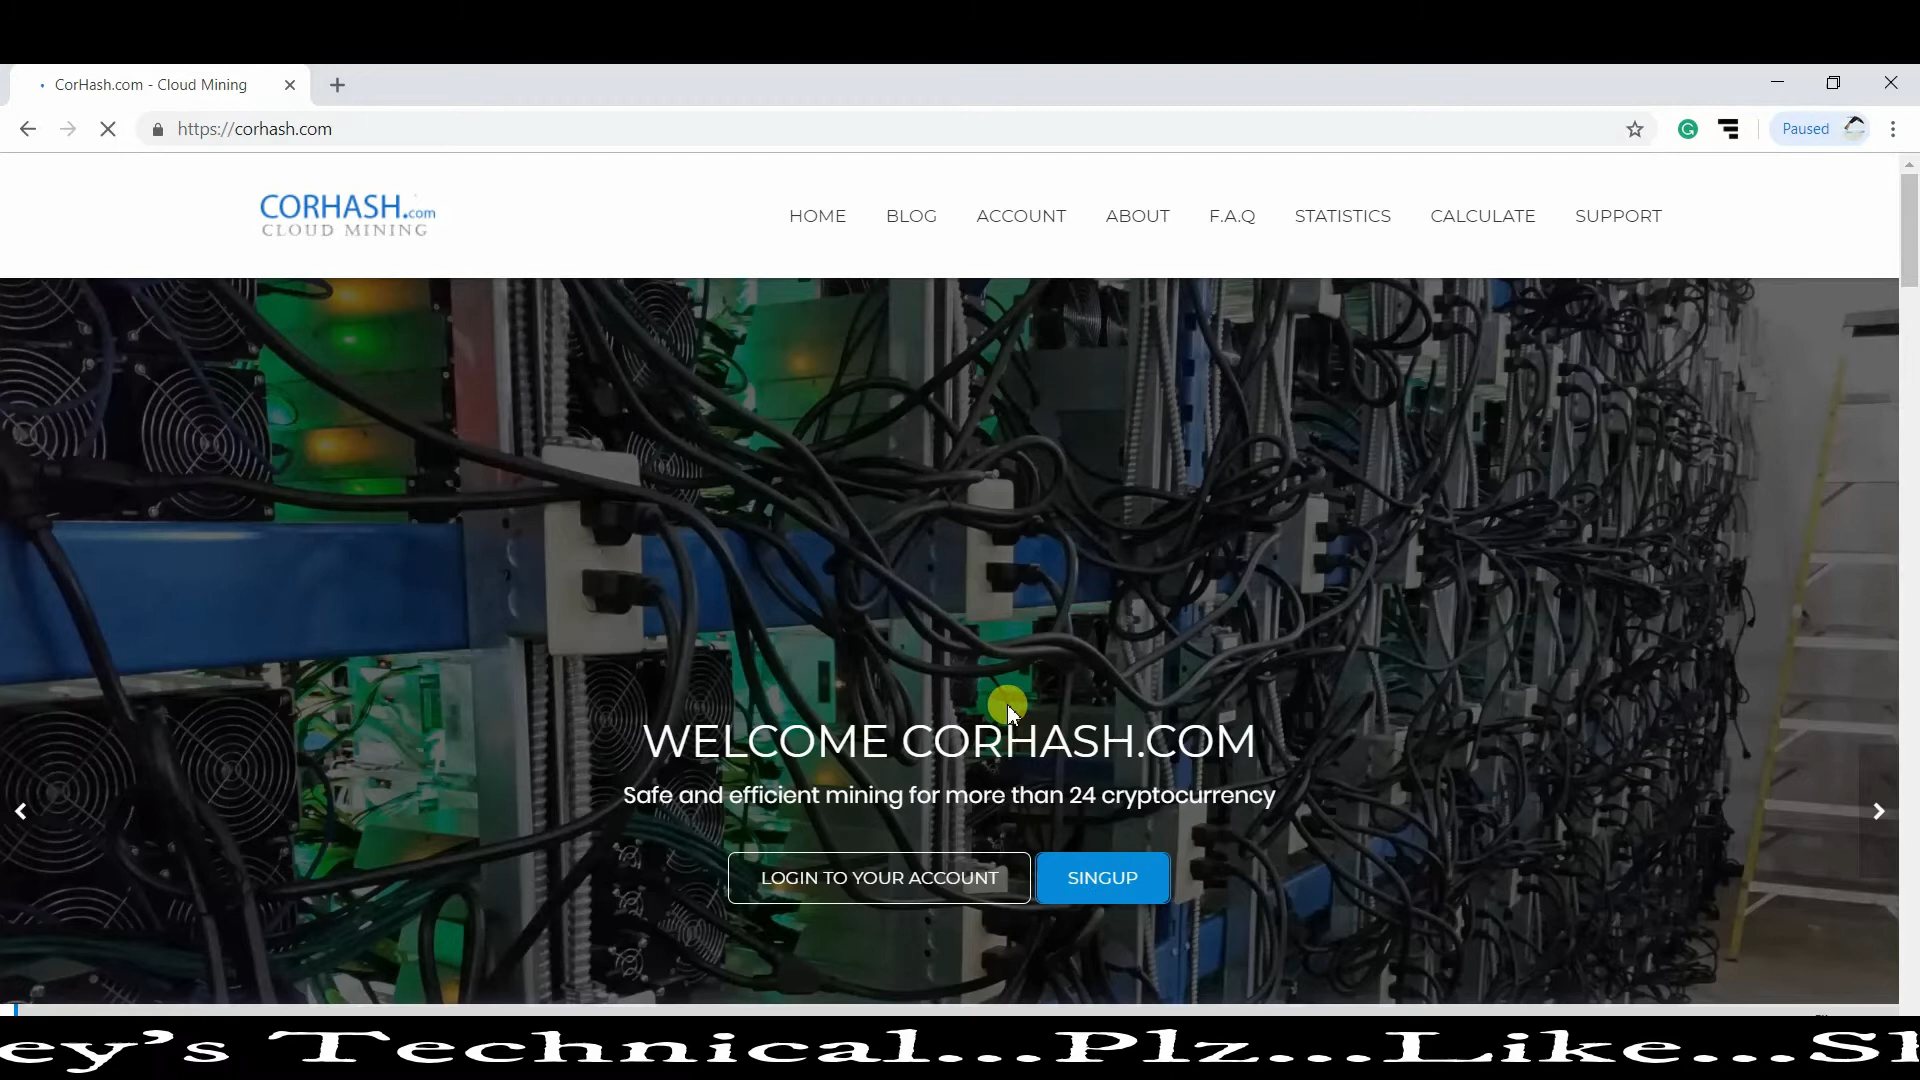 CorHash.com - Cloud Mining
https://corhash.com
Paused
CORHASH.com
CLOUD MINING
HOME BLOG ACCOUNT ABOUT F.A.Q STATISTICS CALCULATE SUPPORT
WELCOME CORHASH.COM
Safe and efficient mining for more than 24 cryptocurrency
LOGIN TO YOUR ACCOUNT SINGUP
ey's Technical...Plz...Like...S